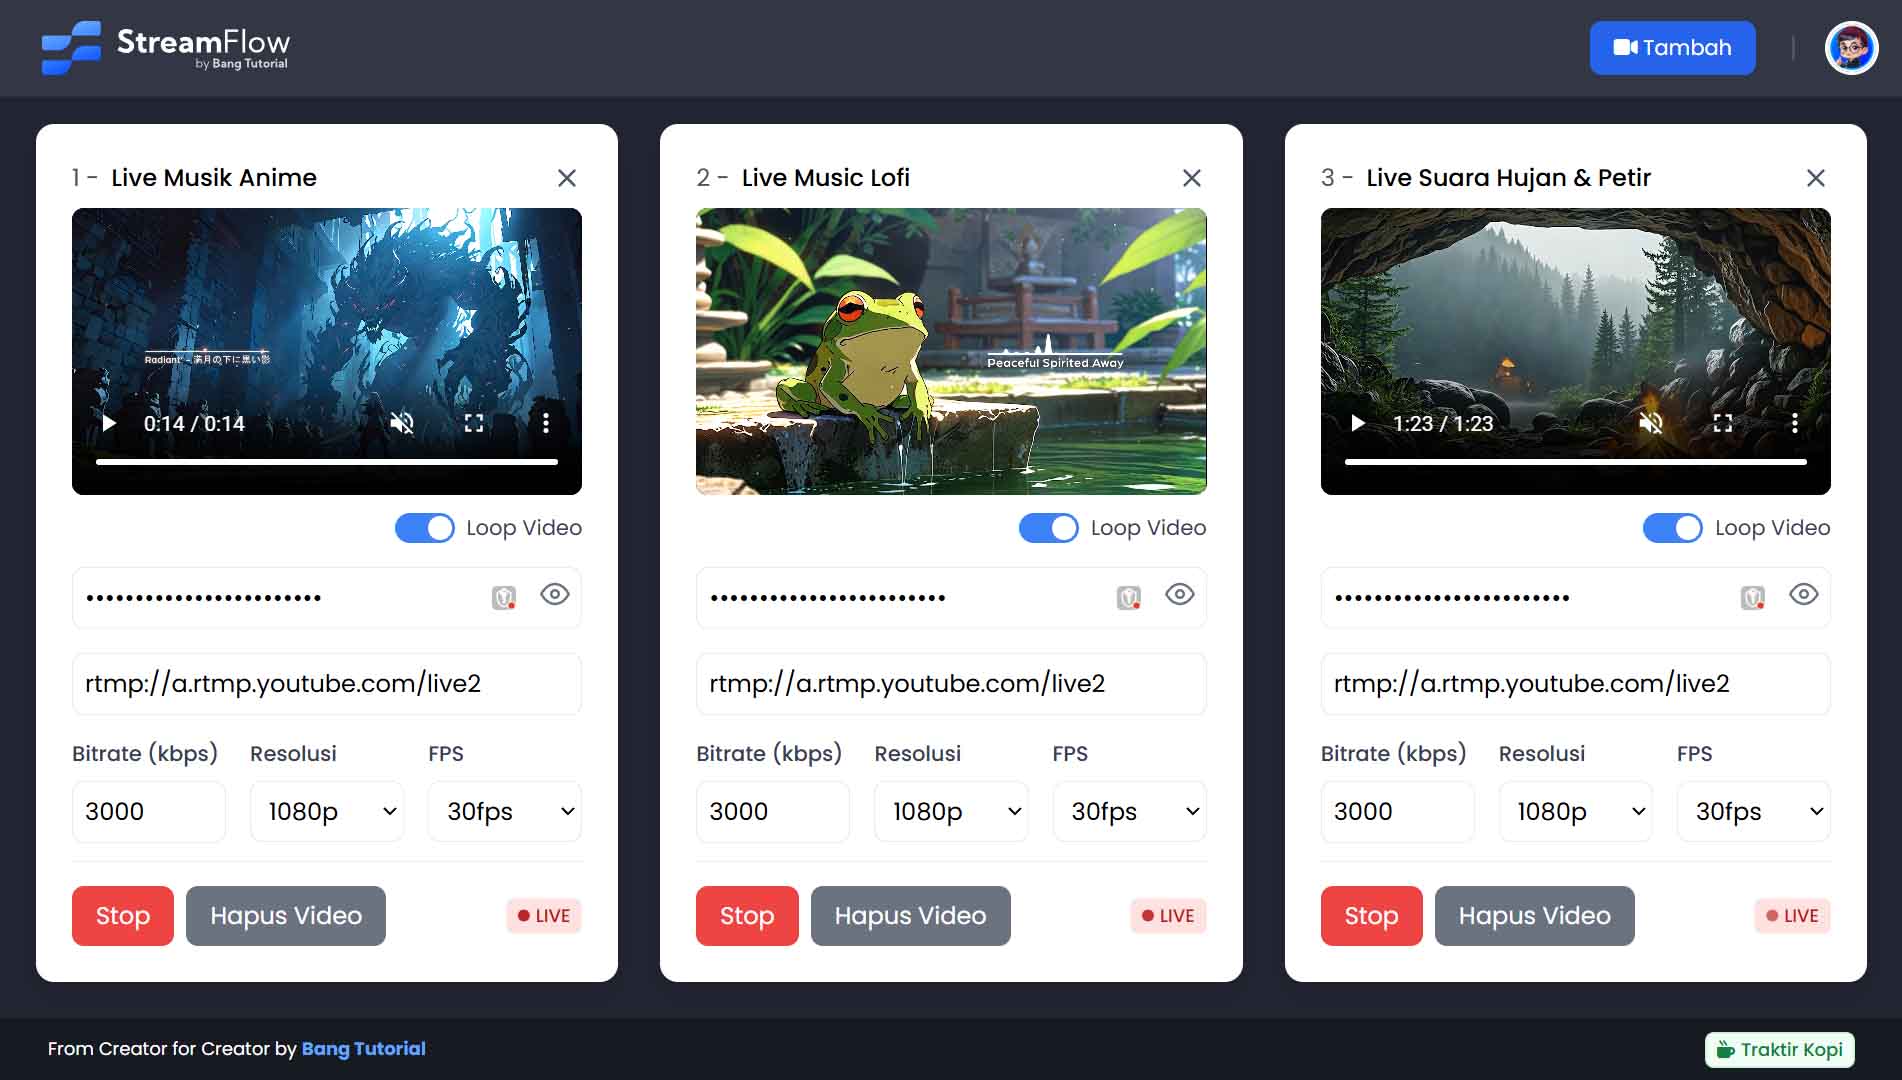 StreamFlow
by Bang Tutorial
Tambah
1 - Live Musik Anime
Radiant - 満月の下に黒い影
0:14 / 0:14
Loop Video
••••••••••••••••••••••••
rtmp://a.rtmp.youtube.com/live2
Bitrate (kbps) Resolusi FPS
3000 1080p 30fps
Stop Hapus Video LIVE
2 - Live Music Lofi
Peaceful Spirited Away
Loop Video
••••••••••••••••••••••••
rtmp://a.rtmp.youtube.com/live2
Bitrate (kbps) Resolusi FPS
3000 1080p 30fps
Stop Hapus Video LIVE
3 - Live Suara Hujan & Petir
1:23 / 1:23
Loop Video
••••••••••••••••••••••••
rtmp://a.rtmp.youtube.com/live2
Bitrate (kbps) Resolusi FPS
3000 1080p 30fps
Stop Hapus Video LIVE
From Creator for Creator by Bang Tutorial
Traktir Kopi